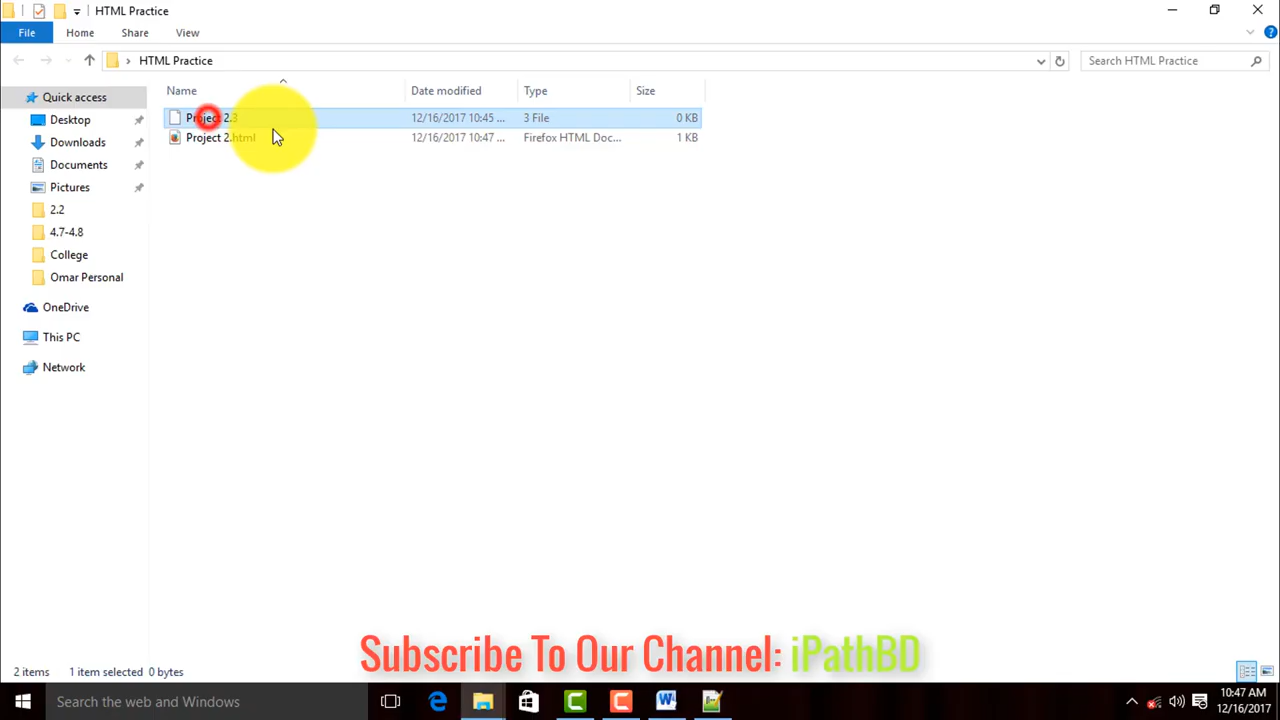 HTML Practice
File Home Share View
HTML Practice Search HTML Practice
Name Date modified Type Size
Quick access
Desktop
Downloads
Documents
Pictures
2.2
4.7-4.8
College
Omar Personal
OneDrive
This PC
Network
Project 2.3 12/16/2017 10:45 ... 3 File 0 KB
Project 2.html 12/16/2017 10:47 ... Firefox HTML Doc... 1 KB
Subscribe To Our Channel: iPathBD
2 items 1 item selected 0 bytes
Search the web and Windows
10:47 AM
12/16/2017